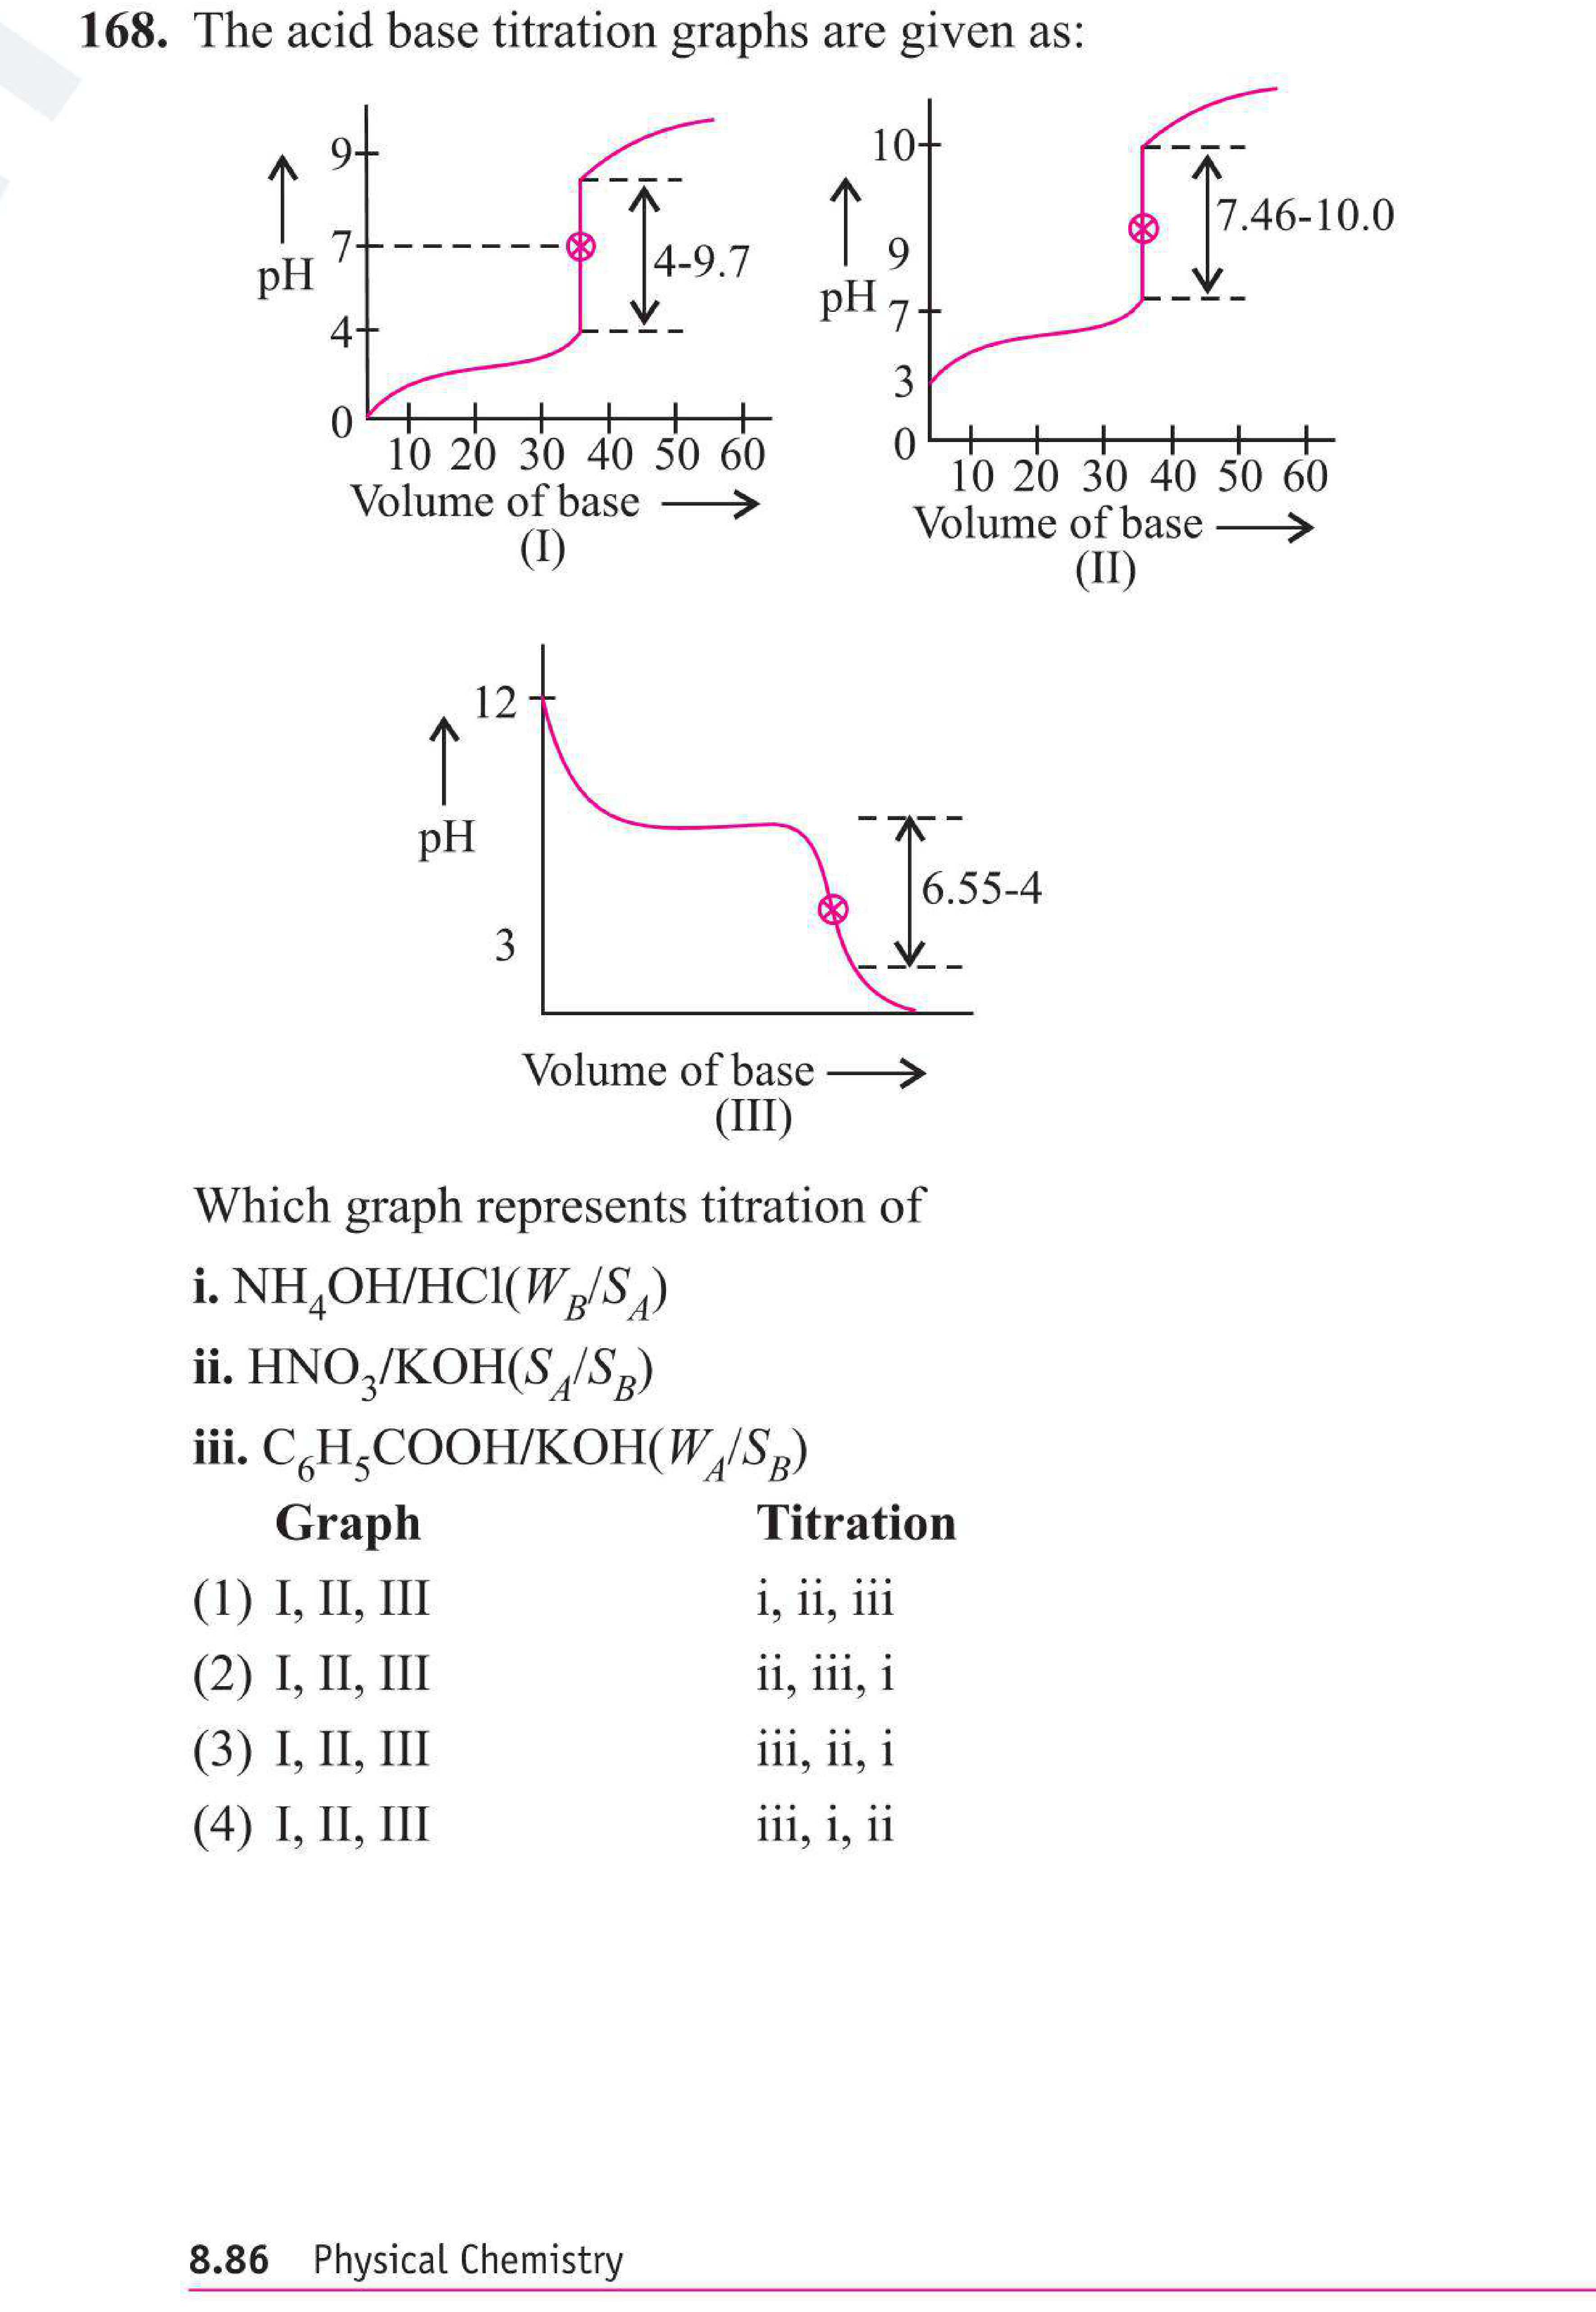 168. The acid base titration graphs are given as:
9
7
4
0
pH
4-9.7
10 20 30 40 50 60
Volume of base
(I)
10
9
7
3
0
pH
7.46-10.0
10 20 30 40 50 60
Volume of base
(II)
12
3
pH
6.55-4
Volume of base
(III)
Which graph represents titration of
i. NH₄OH/HCl(W_B/S_A)
ii. HNO₃/KOH(S_A/S_B)
iii. C₆H₅COOH/KOH(W_A/S_B)
Graph Titration
(1) I, II, III i, ii, iii
(2) I, II, III ii, iii, i
(3) I, II, III iii, ii, i
(4) I, II, III iii, i, ii
8.86 Physical Chemistry